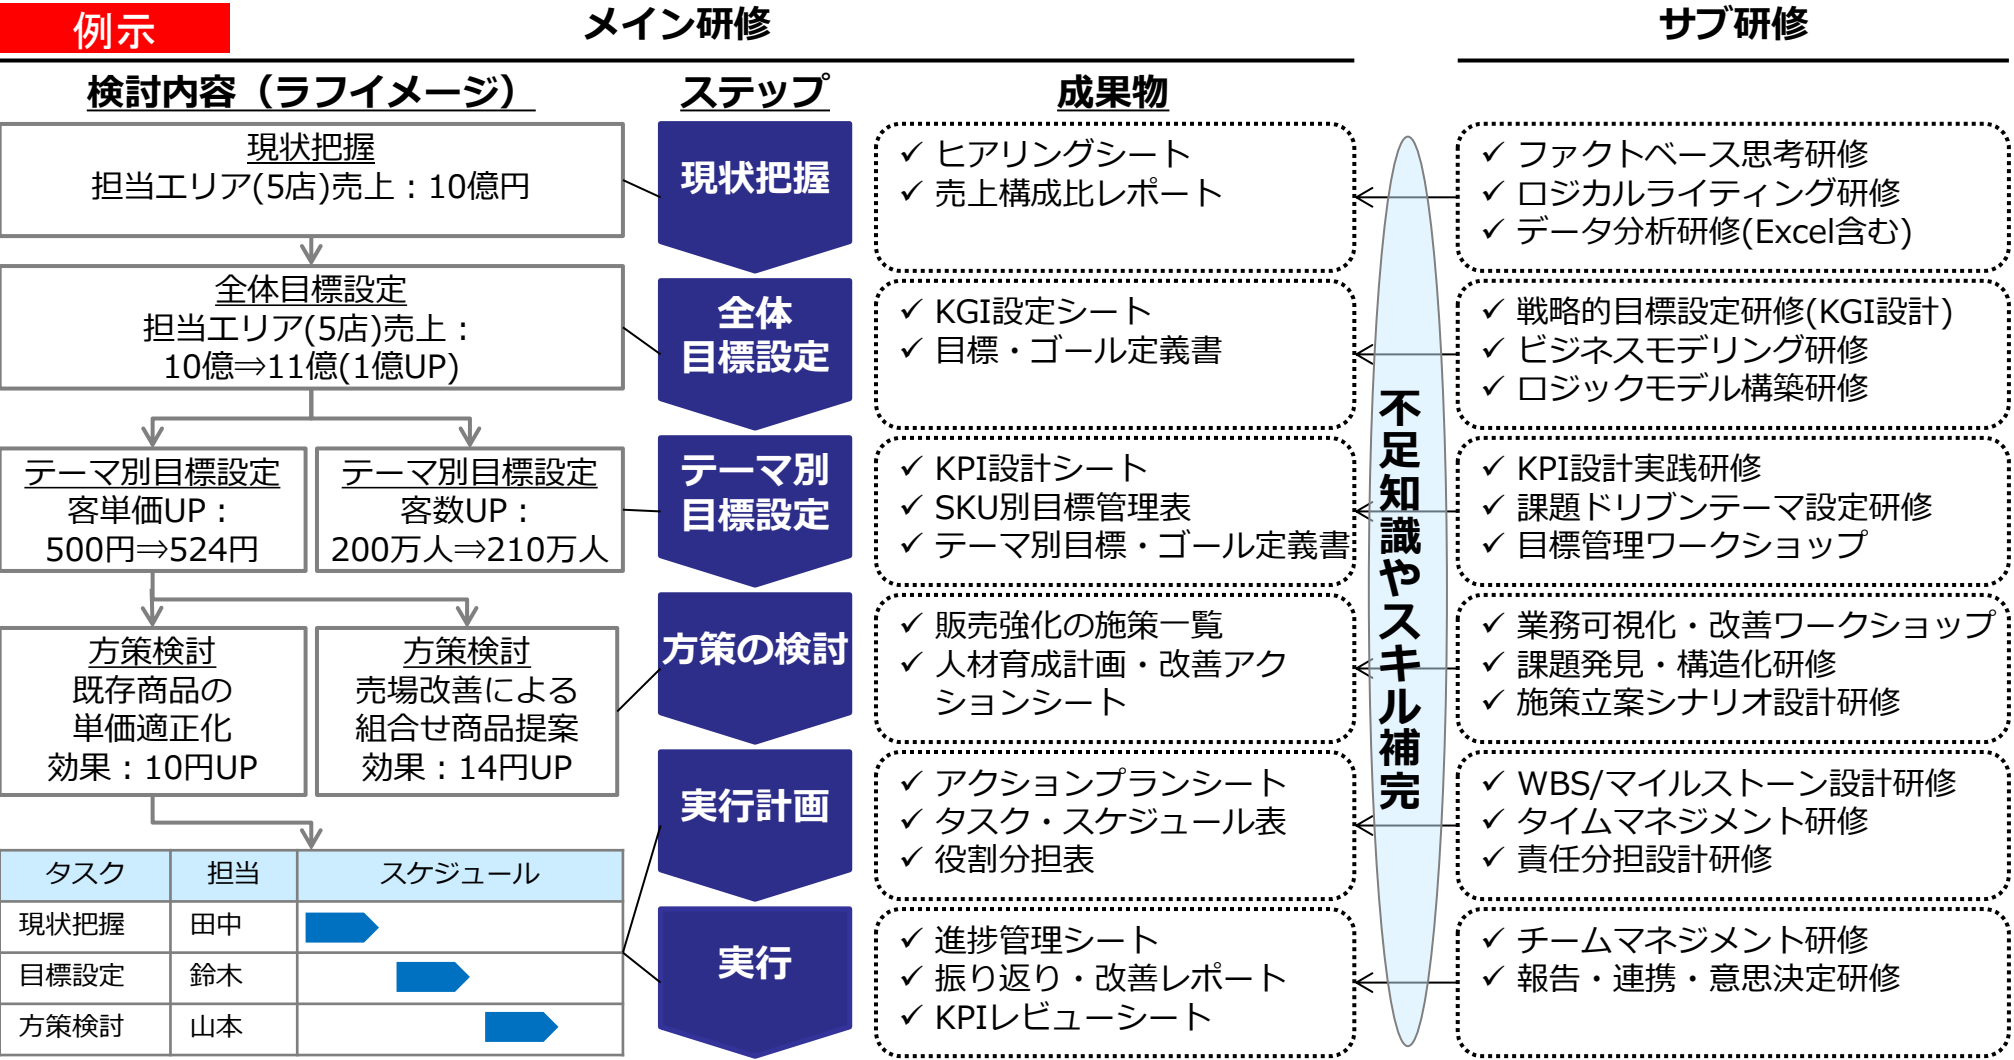 例示
メイン研修
サブ研修
検討内容（ラフイメージ）
ステップ
成果物
現状把握
担当エリア(5店)売上：10億円
全体目標設定
担当エリア(5店)売上：
10億⇒11億(1億UP)
テーマ別目標設定
客単価UP：
500円⇒524円
テーマ別目標設定
客数UP：
200万人⇒210万人
方策検討
既存商品の
単価適正化
効果：10円UP
方策検討
売場改善による
組合せ商品提案
効果：14円UP
タスク 担当 スケジュール
現状把握 田中
目標設定 鈴木
方策検討 山本
現状把握
全体
目標設定
テーマ別
目標設定
方策の検討
実行計画
実行
✓ ヒアリングシート
✓ 売上構成比レポート
✓ KGI設定シート
✓ 目標・ゴール定義書
✓ KPI設計シート
✓ SKU別目標管理表
✓ テーマ別目標・ゴール定義書
✓ 販売強化の施策一覧
✓ 人材育成計画・改善アク
ションシート
✓ アクションプランシート
✓ タスク・スケジュール表
✓ 役割分担表
✓ 進捗管理シート
✓ 振り返り・改善レポート
✓ KPIレビューシート
不足知識やスキル補完
✓ ファクトベース思考研修
✓ ロジカルライティング研修
✓ データ分析研修(Excel含む)
✓ 戦略的目標設定研修(KGI設計)
✓ ビジネスモデリング研修
✓ ロジックモデル構築研修
✓ KPI設計実践研修
✓ 課題ドリブンテーマ設定研修
✓ 目標管理ワークショップ
✓ 業務可視化・改善ワークショップ
✓ 課題発見・構造化研修
✓ 施策立案シナリオ設計研修
✓ WBS/マイルストーン設計研修
✓ タイムマネジメント研修
✓ 責任分担設計研修
✓ チームマネジメント研修
✓ 報告・連携・意思決定研修